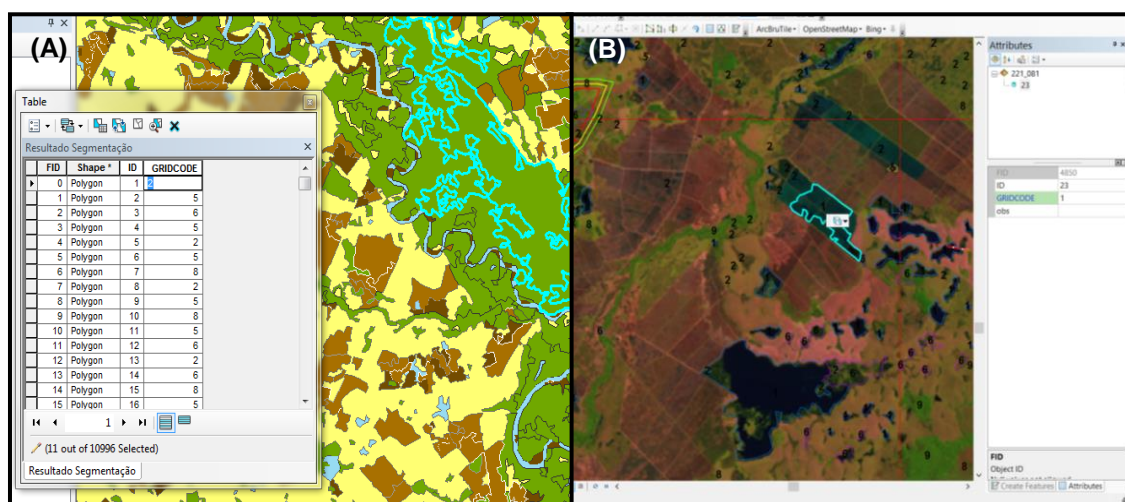 (A)
Table
Resultado Segmentação
FID Shape * ID GRIDCODE
0 Polygon 1 2
1 Polygon 2 5
2 Polygon 3 6
3 Polygon 4 5
4 Polygon 5 2
5 Polygon 6 5
6 Polygon 7 8
7 Polygon 8 2
8 Polygon 9 5
9 Polygon 10 8
10 Polygon 11 5
11 Polygon 12 6
12 Polygon 13 2
13 Polygon 14 6
14 Polygon 15 8
15 Polygon 16 5
1
(11 out of 10996 Selected)
Resultado Segmentação
(B)
ArcBruTile OpenStreetMap Bing
Attributes
221_081
23
FID 4850
ID 23
GRIDCODE 1
obs
FID
Object ID
Create Features Attributes